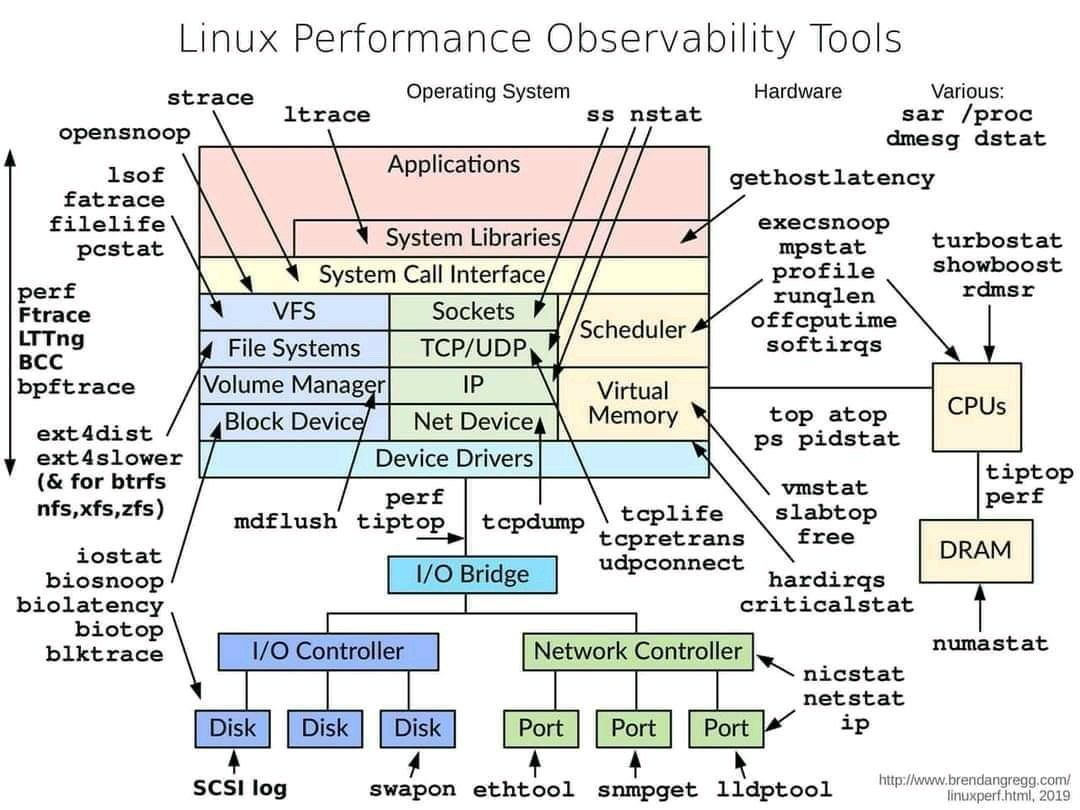 Linux Performance Observability Tools
Operating System
Hardware
Various:
sar /proc
dmesg dstat
strace
ltrace
ss nstat
opensnoop
lsof
fatrace
filelife
pcstat
gethostlatency
Applications
System Libraries
System Call Interface
VFS
Sockets
Scheduler
File Systems
TCP/UDP
Volume Manager
IP
Virtual
Memory
Block Device
Net Device
Device Drivers
execsnoop
mpstat
profile
runqlen
offcputime
softirqs
turbostat
showboost
rdmsr
perf
Ftrace
LTTng
BCC
bpftrace
ext4dist
ext4slower
(& for btrfs
nfs,xfs,zfs)
CPUs
top atop
ps pidstat
tiptop
perf
DRAM
numastat
vmstat
slabtop
free
hardirqs
criticalstat
mdflush
perf
tiptop
tcpdump
tcplife
tcpretrans
udpconnect
iostat
biosnoop
biolatency
biotop
blktrace
I/O Bridge
I/O Controller
Network Controller
nicstat
netstat
ip
Disk
Disk
Disk
Port
Port
Port
SCSI log
swapon
ethtool
snmpget
lldptool
http://www.brendangregg.com/
linuxperf.html, 2019